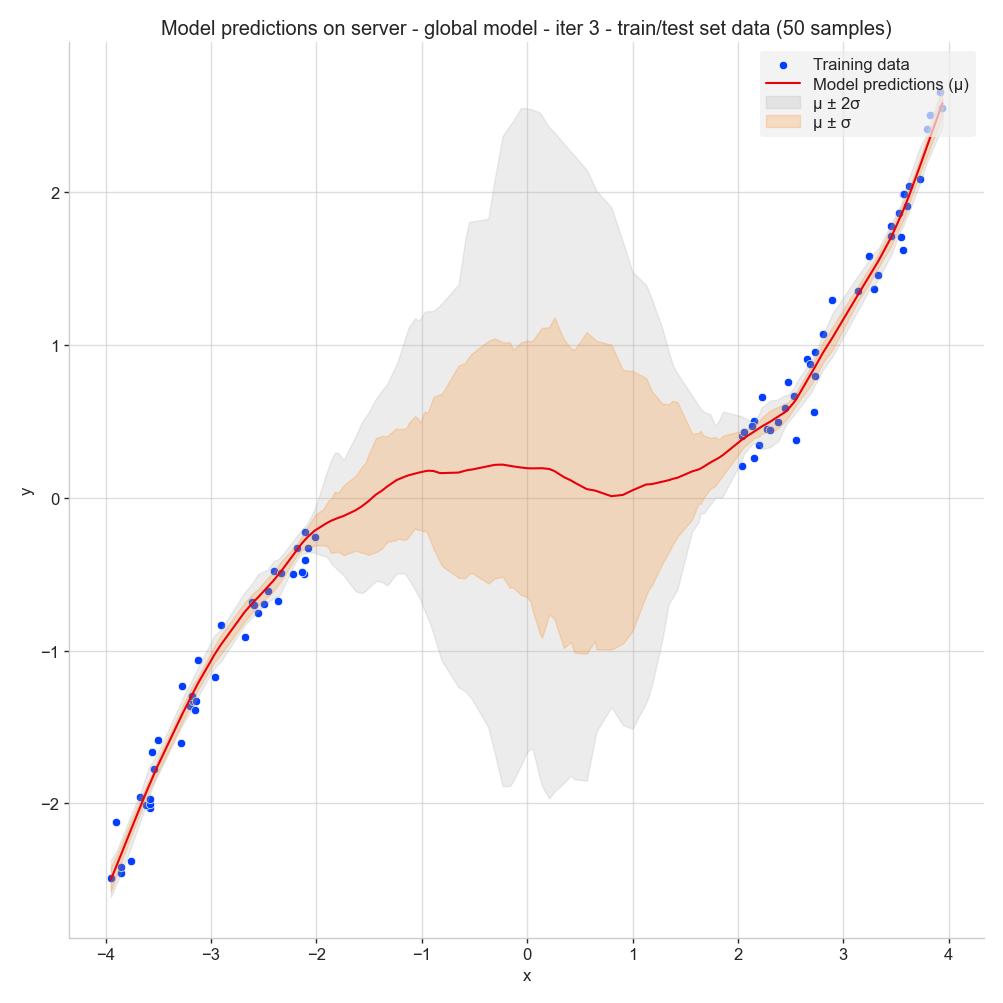 Model predictions on server - global model - iter 3 - train/test set data (50 samples)
Training data
Model predictions (μ)
μ ± 2σ
μ ± σ
2
1
0
−1
−2
y
−4 −3 −2 −1 0 1 2 3 4
x